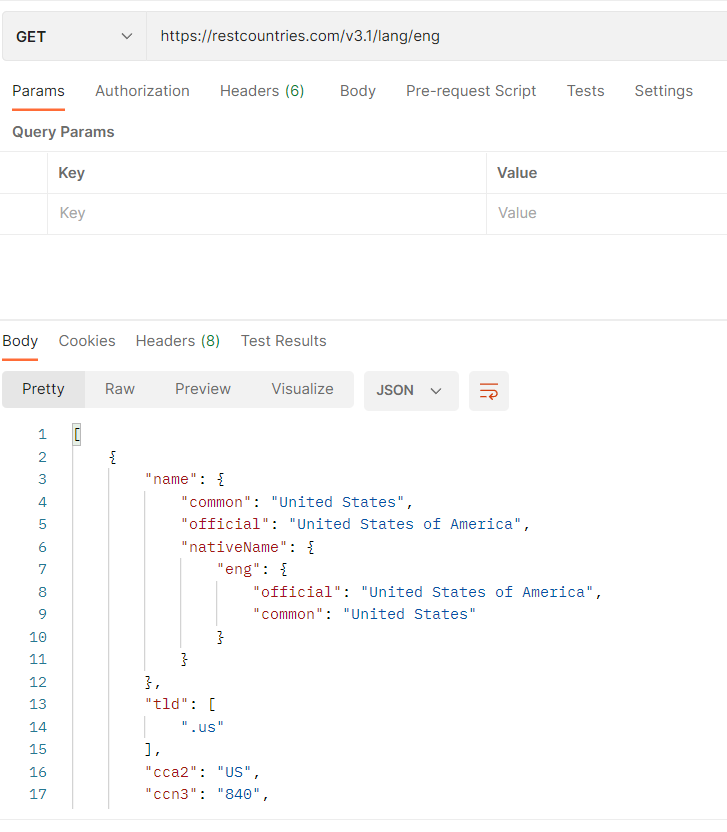 GET https://restcountries.com/v3.1/lang/eng
Params Authorization Headers (6) Body Pre-request Script Tests Settings
Query Params
Key Value
Key Value
Body Cookies Headers (8) Test Results
Pretty Raw Preview Visualize JSON
1 [
2 {
3 "name": {
4 "common": "United States",
5 "official": "United States of America",
6 "nativeName": {
7 "eng": {
8 "official": "United States of America",
9 "common": "United States"
10 }
11 }
12 },
13 "tld": [
14 ".us"
15 ],
16 "cca2": "US",
17 "ccn3": "840",